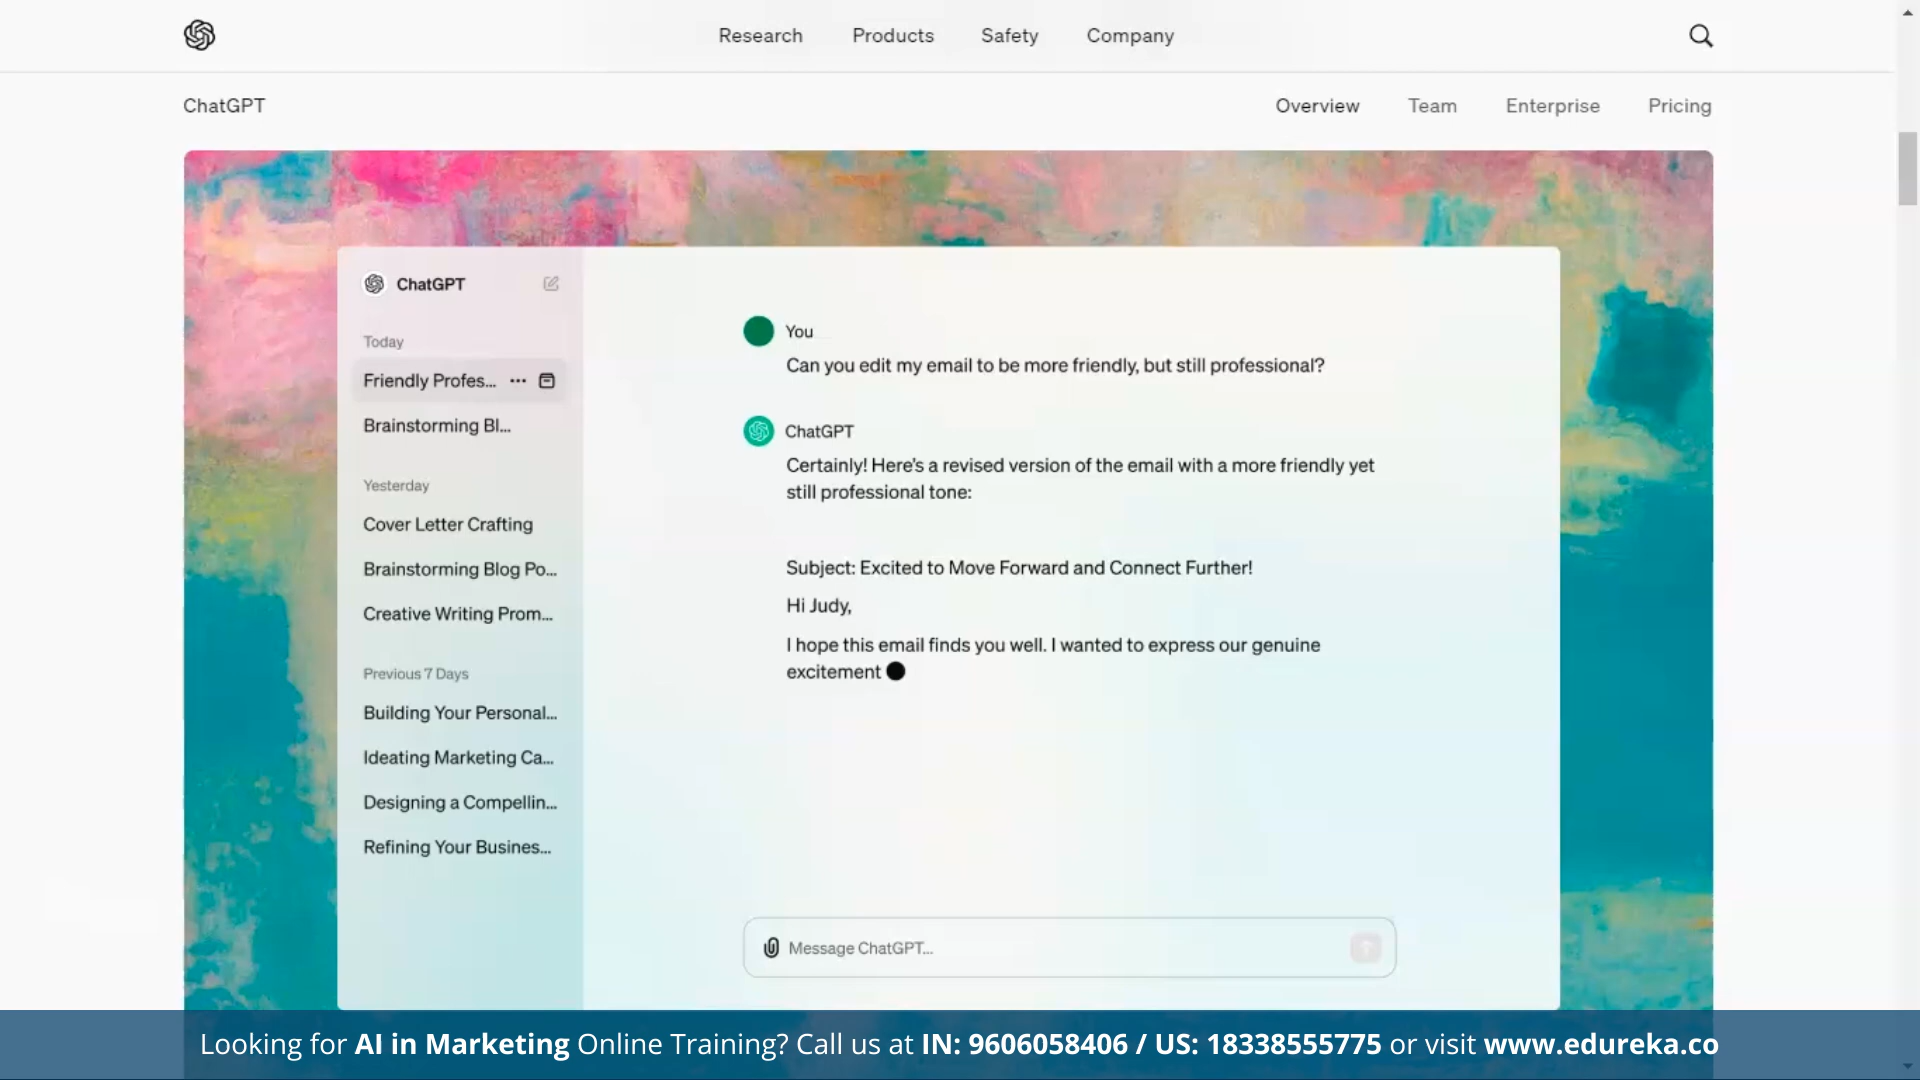 Research Products Safety Company
ChatGPT
Overview Team Enterprise Pricing
ChatGPT
Today
Friendly Profes...
Brainstorming Bl...
Yesterday
Cover Letter Crafting
Brainstorming Blog Po...
Creative Writing Prom...
Previous 7 Days
Building Your Personal...
Ideating Marketing Ca...
Designing a Compellin...
Refining Your Busines...
You
Can you edit my email to be more friendly, but still professional?
ChatGPT
Certainly! Here's a revised version of the email with a more friendly yet
still professional tone:
Subject: Excited to Move Forward and Connect Further!
Hi Judy,
I hope this email finds you well. I wanted to express our genuine
excitement
Message ChatGPT...
Looking for AI in Marketing Online Training? Call us at IN: 9606058406 / US: 18338555775 or visit www.edureka.co